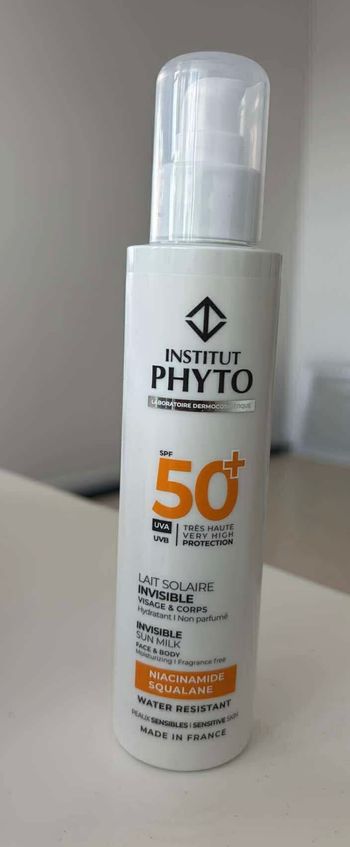 INSTITUT
PHYTO
LABORATOIRE DERMOCOSMÉTIQUE
SPF
50+
UVA
UVB
TRÈS HAUTE
VERY HIGH
PROTECTION
LAIT SOLAIRE
INVISIBLE
VISAGE & CORPS
Hydratant I Non parfumé
INVISIBLE
SUN MILK
FACE & BODY
Moisturizing I Fragrance free
NIACINAMIDE
SQUALANE
WATER RESISTANT
PEAUX SENSIBLES I SENSITIVE SKIN
MADE IN FRANCE